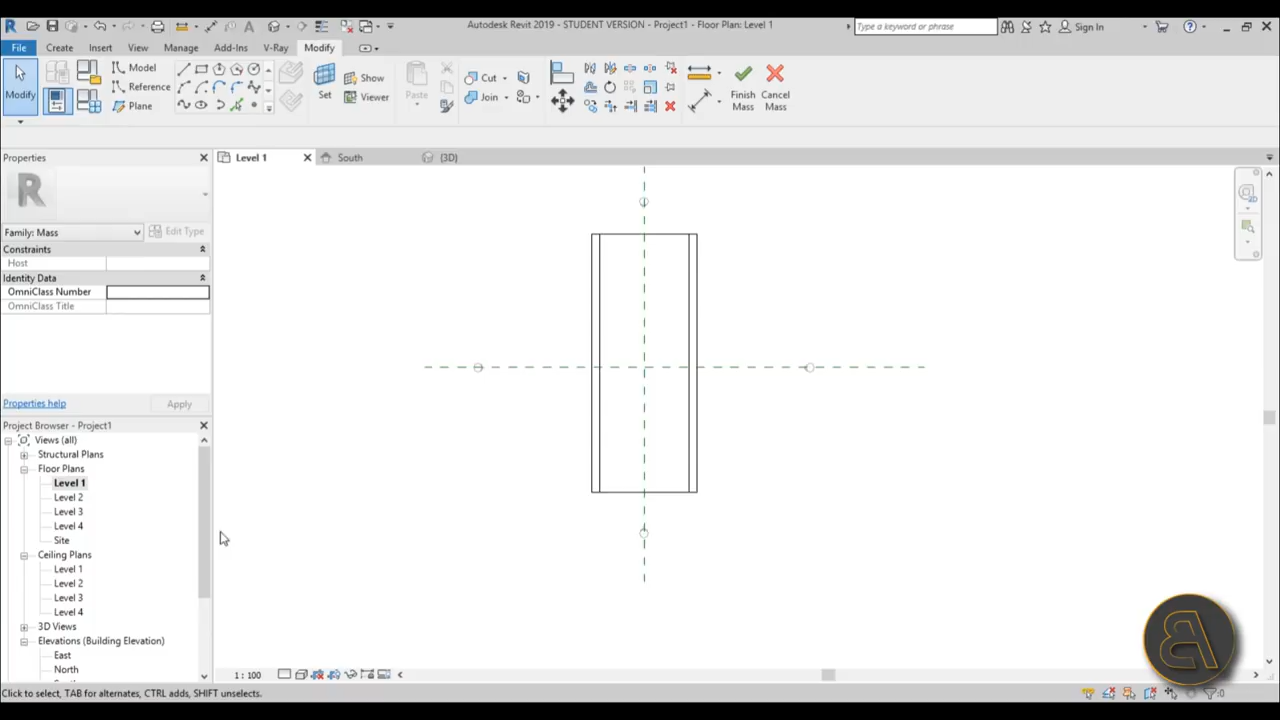 Autodesk Revit 2019 - STUDENT VERSION - Project1 - Floor Plan: Level 1
Type a keyword or phrase
Sign In
File Create Insert View Manage Add-Ins V-Ray Modify
Modify
Model
Reference
Plane
Set
Show
Viewer
Paste
Cut
Join
Finish Mass
Cancel Mass
Properties
Level 1
South
(3D)
R
Family: Mass
Edit Type
Constraints
Host
Identity Data
OmniClass Number
OmniClass Title
Properties help
Apply
Project Browser - Project1
Views (all)
Structural Plans
Floor Plans
Level 1
Level 2
Level 3
Level 4
Site
Ceiling Plans
Level 1
Level 2
Level 3
Level 4
3D Views
Elevations (Building Elevation)
East
North
1 : 100
Click to select, TAB for alternates, CTRL adds, SHIFT unselects.
:0